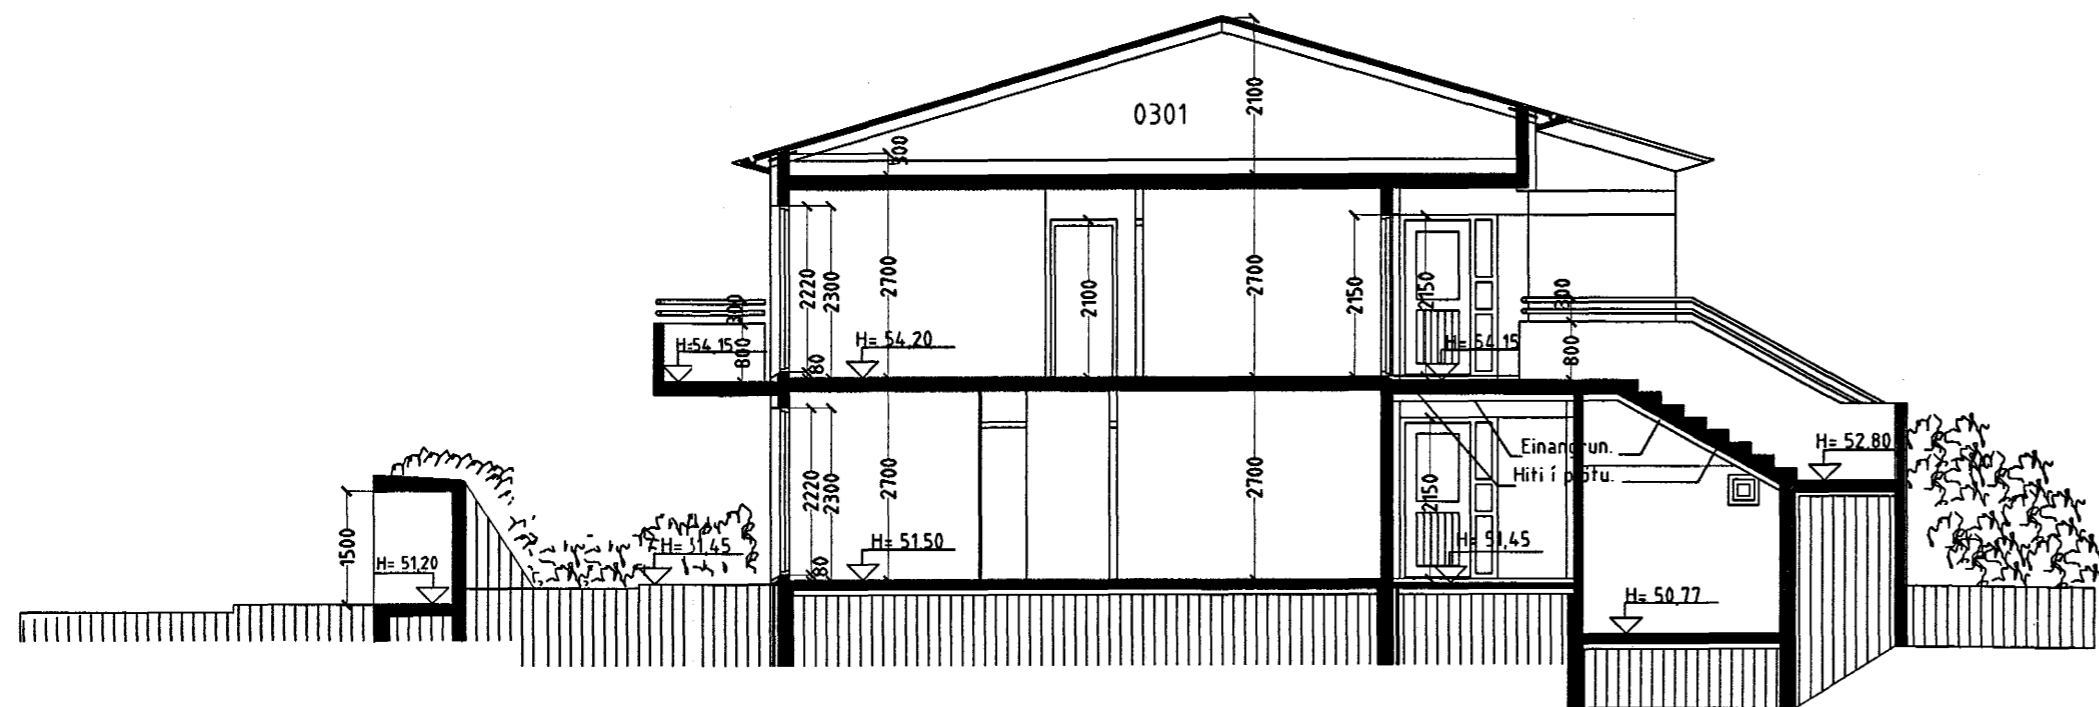 2100
0301
300
2220
2300
2700
2100
2700
2150
2150
300
300
800
H=54,15
H= 54,20
80
H= 54,15
800
H= 52,80
Einangrun.
Hiti í plötu.
2220
2300
2700
2700
2150
1500
H= 51,20
H= 51,45
H= 51,50
80
H= 51,45
H= 50,77